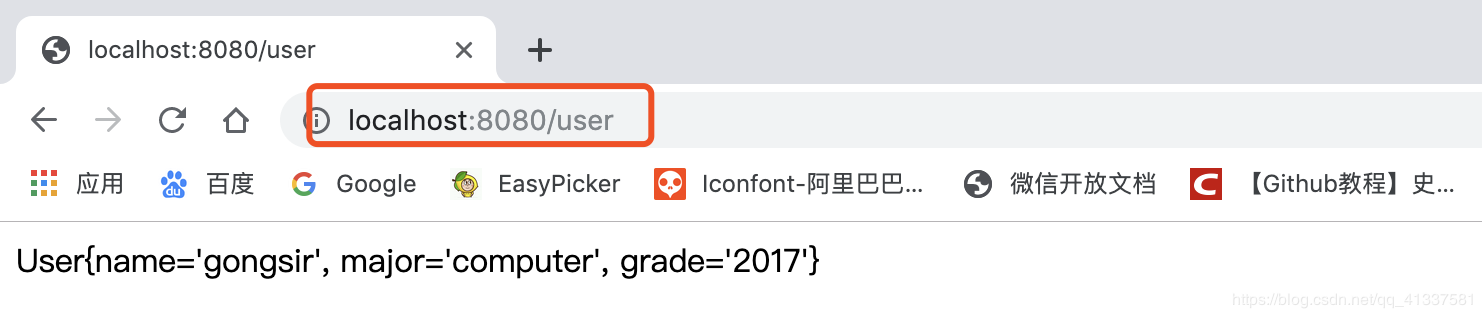 localhost:8080/user
localhost:8080/user
应用 百度 Google EasyPicker Iconfont-阿里巴巴... 微信开放文档 【Github教程】史...
User{name='gongsir', major='computer', grade='2017'}
https://blog.csdn.net/qq_41337581